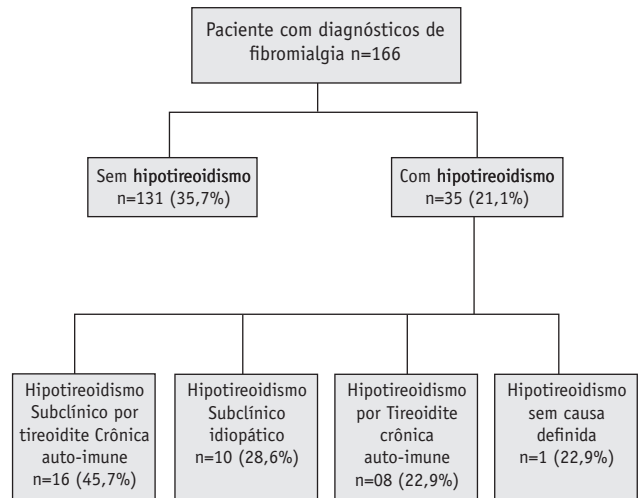 Paciente com diagnósticos de
fibromialgia n=166
Sem hipotireoidismo
n=131 (35,7%)
Com hipotireoidismo
n=35 (21,1%)
Hipotireoidismo
Subclínico por
tireoidite Crônica
auto-imune
n=16 (45,7%)
Hipotireoidismo
Subclínico
idiopático
n=10 (28,6%)
Hipotireoidismo
por Tireoidite
crônica
auto-imune
n=08 (22,9%)
Hipotireoidismo
sem causa
definida
n=1 (22,9%)